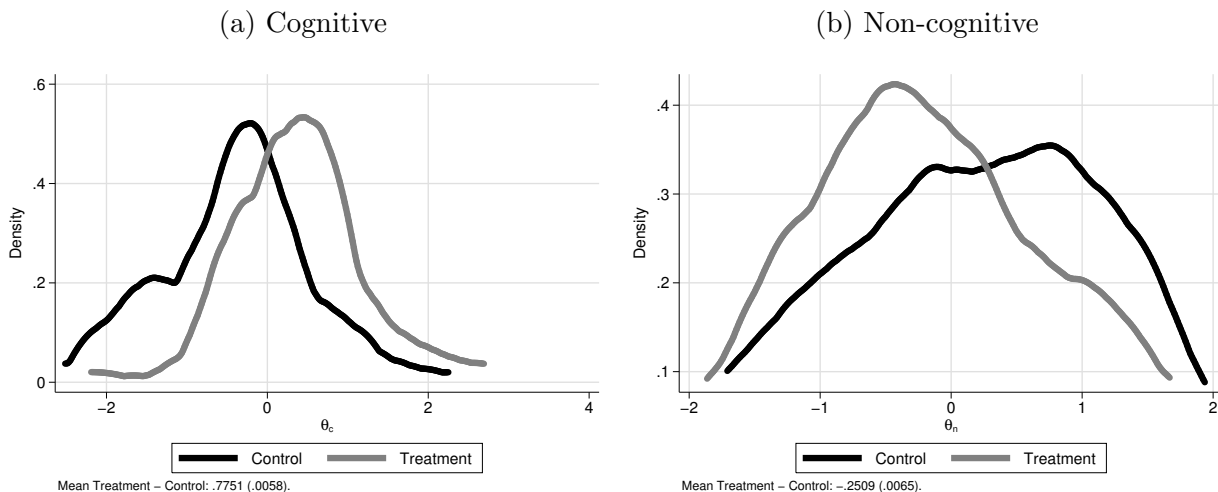 (a) Cognitive
.6
.4
.2
0
Density
−2
0
2
4
θc
Control
Treatment
Mean Treatment − Control: .7751 (.0058).
(b) Non-cognitive
.4
.3
.2
.1
Density
−2
−1
0
1
2
θn
Control
Treatment
Mean Treatment − Control: −.2509 (.0065).